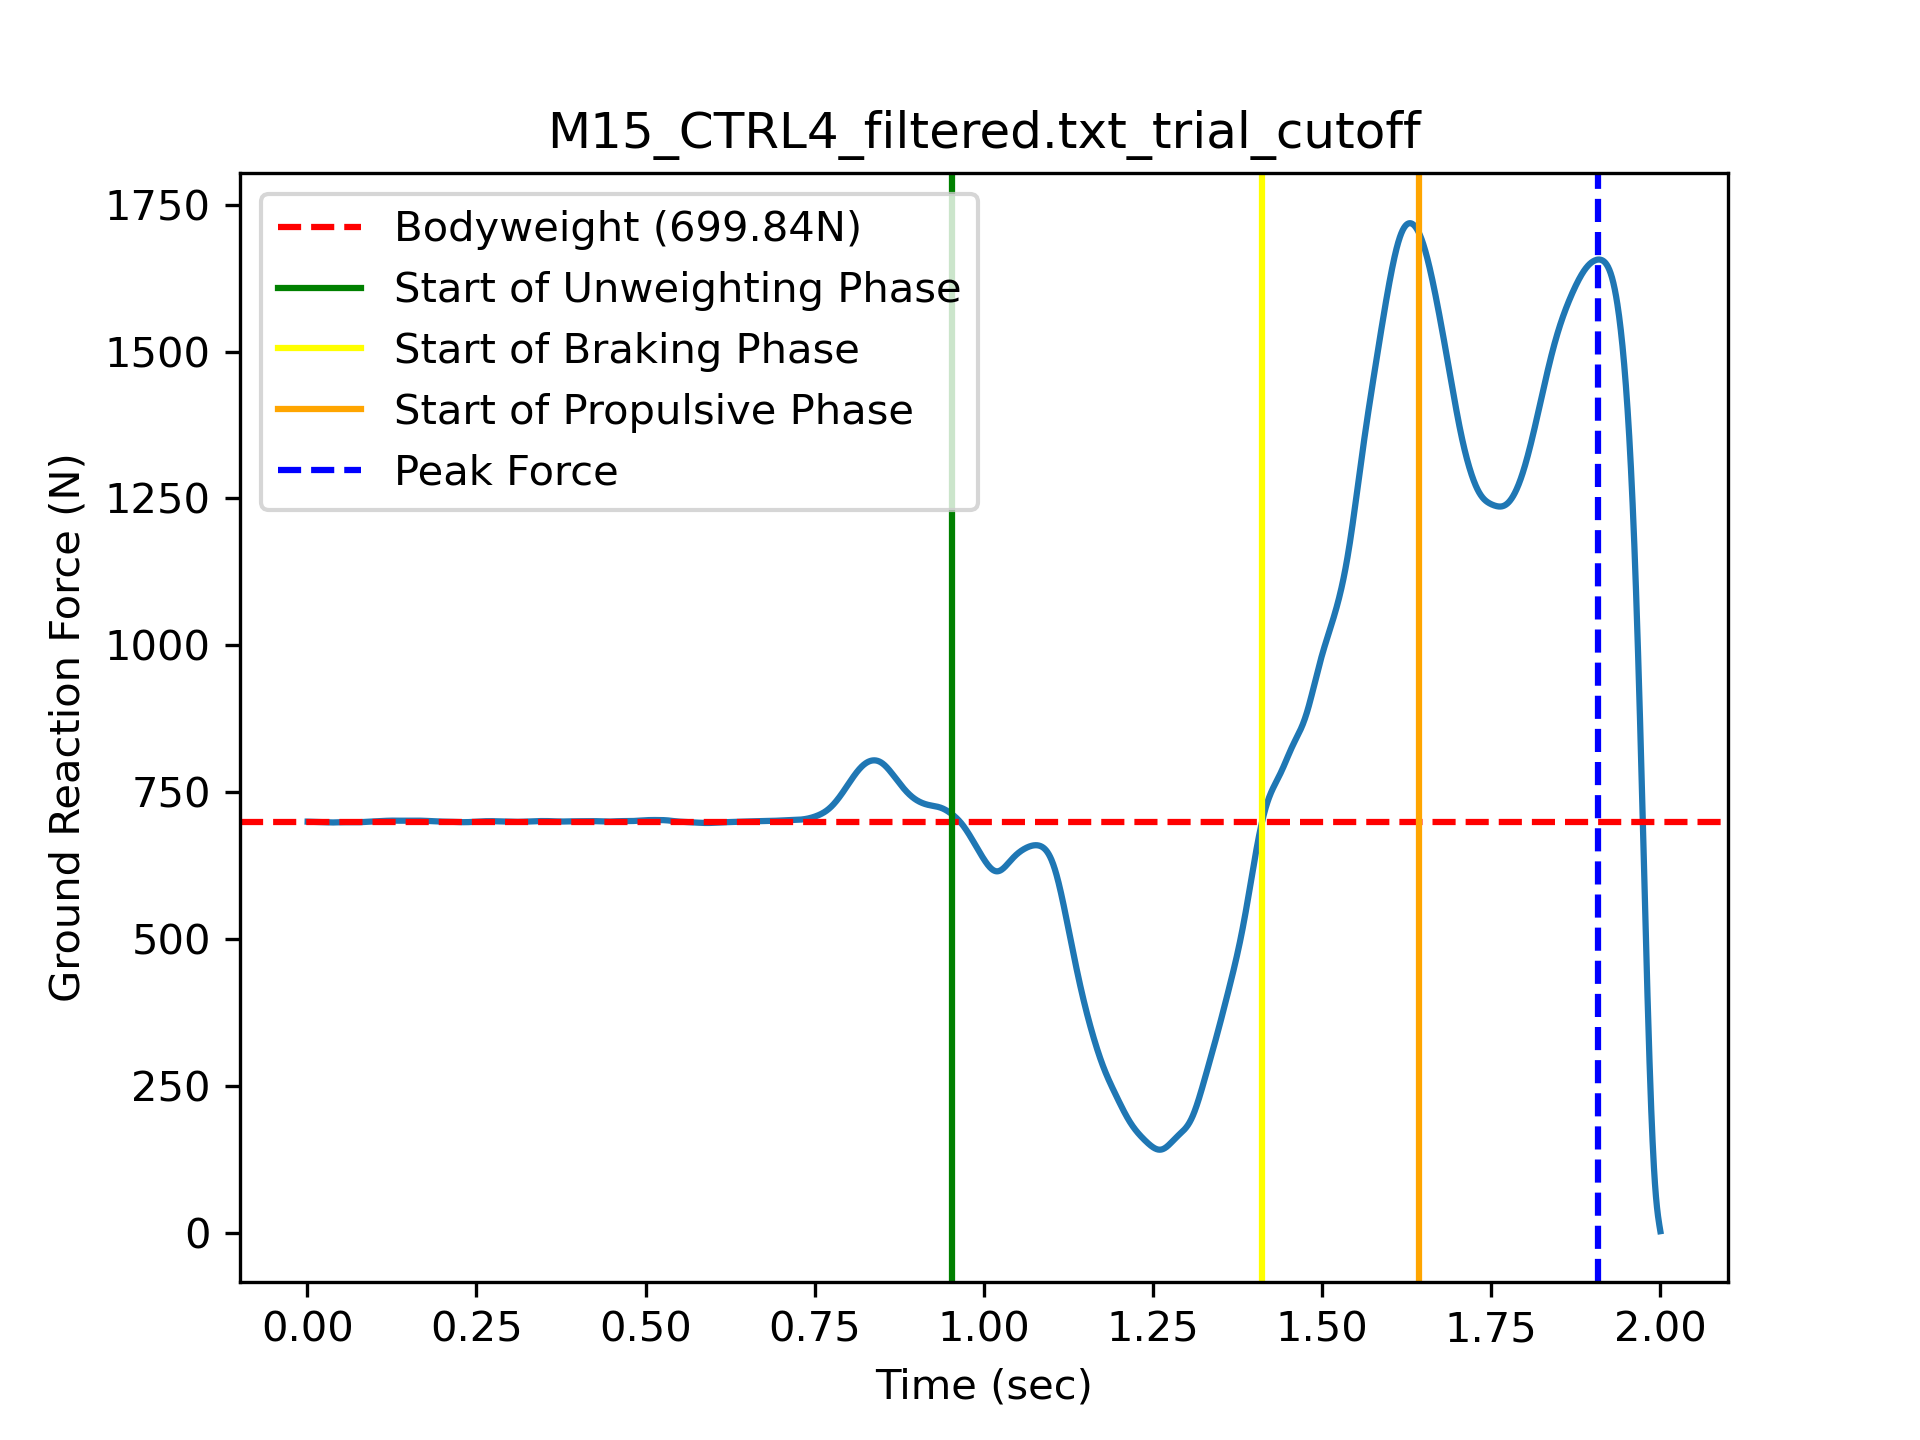 M15_CTRL4_filtered.txt_trial_cutoff
Bodyweight (699.84N)
Start of Unweighting Phase
Start of Braking Phase
Start of Propulsive Phase
Peak Force
Ground Reaction Force (N)
1750
1500
1250
1000
750
500
250
0
0.00 0.25 0.50 0.75 1.00 1.25 1.50 1.75 2.00
Time (sec)